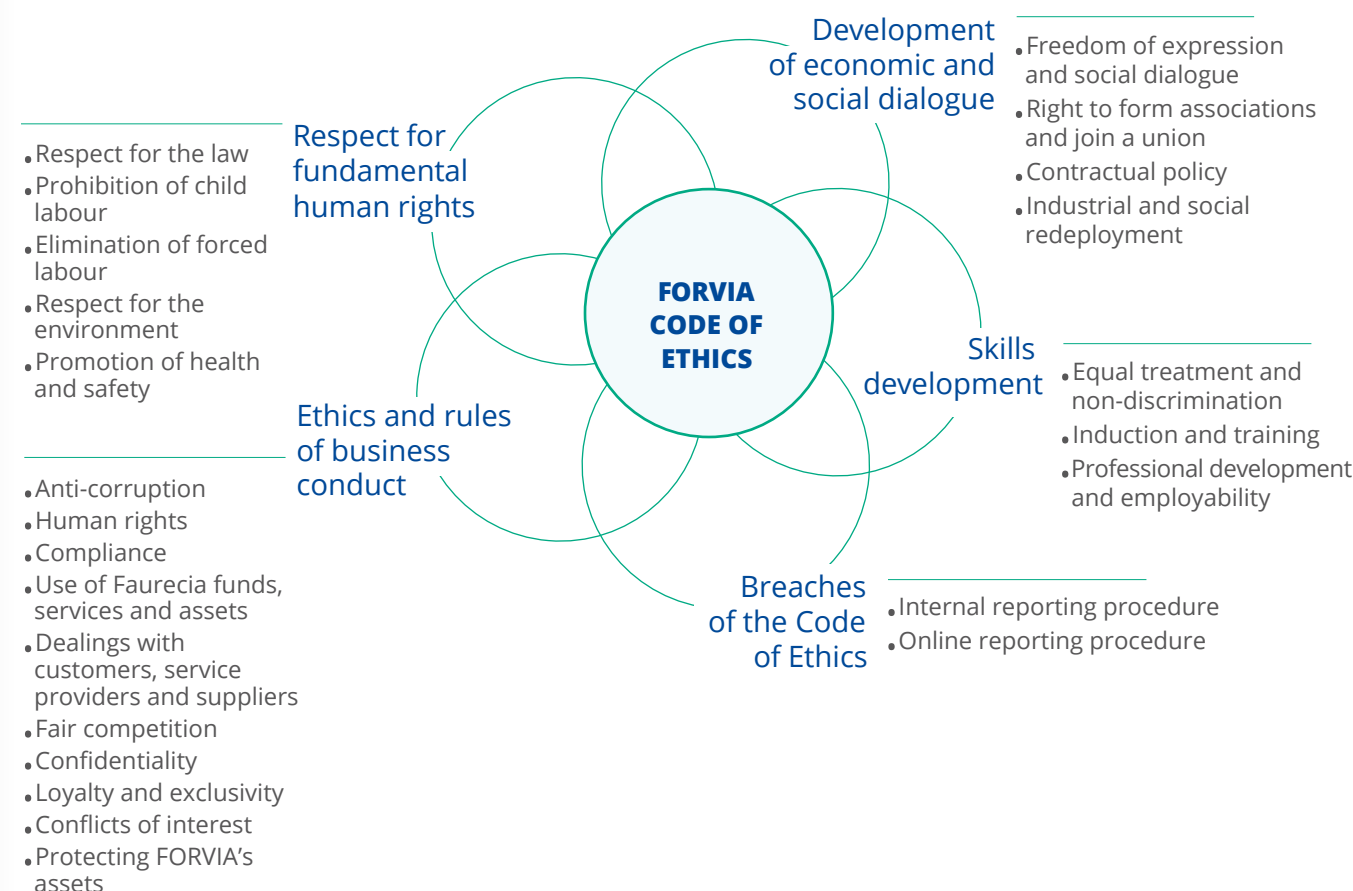 Development
of economic and
social dialogue
• Freedom of expression
and social dialogue
• Right to form associations
and join a union
• Contractual policy
• Industrial and social
redeployment
Respect for
fundamental
human rights
• Respect for the law
• Prohibition of child
labour
• Elimination of forced
labour
• Respect for the
environment
• Promotion of health
and safety
FORVIA
CODE OF
ETHICS
Skills
development
• Equal treatment and
non-discrimination
• Induction and training
• Professional development
and employability
Ethics and rules
of business
conduct
• Anti-corruption
• Human rights
• Compliance
• Use of Faurecia funds,
services and assets
• Dealings with
customers, service
providers and suppliers
• Fair competition
• Confidentiality
• Loyalty and exclusivity
• Conflicts of interest
• Protecting FORVIA’s
assets
Breaches
of the Code
of Ethics
• Internal reporting procedure
• Online reporting procedure